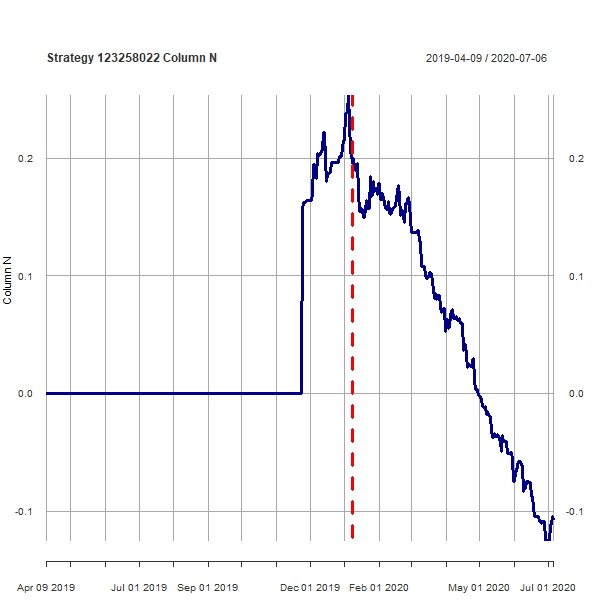 Strategy 123258022 Column N 2019-04-09 / 2020-07-06
0.2 0.2
0.1 0.1
0.0 0.0
-0.1 -0.1
Column N
Apr 09 2019 Jul 01 2019 Sep 01 2019 Dec 01 2019 Feb 01 2020 May 01 2020 Jul 01 2020